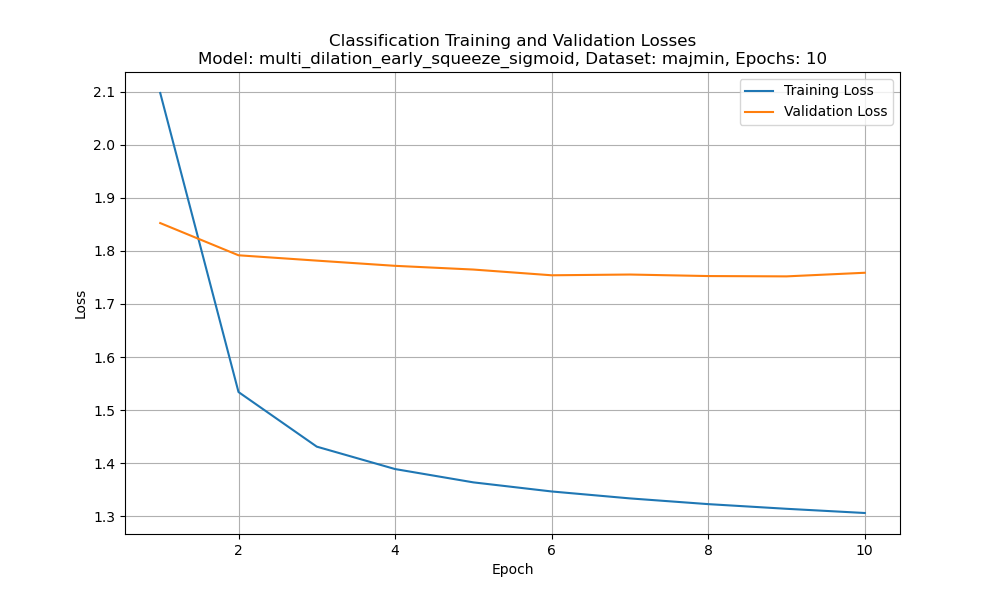 Classification Training and Validation Losses
Model: multi_dilation_early_squeeze_sigmoid, Dataset: majmin, Epochs: 10
Training Loss
Validation Loss
2.1
2.0
1.9
1.8
1.7
1.6
1.5
1.4
1.3
Loss
2 4 6 8 10
Epoch